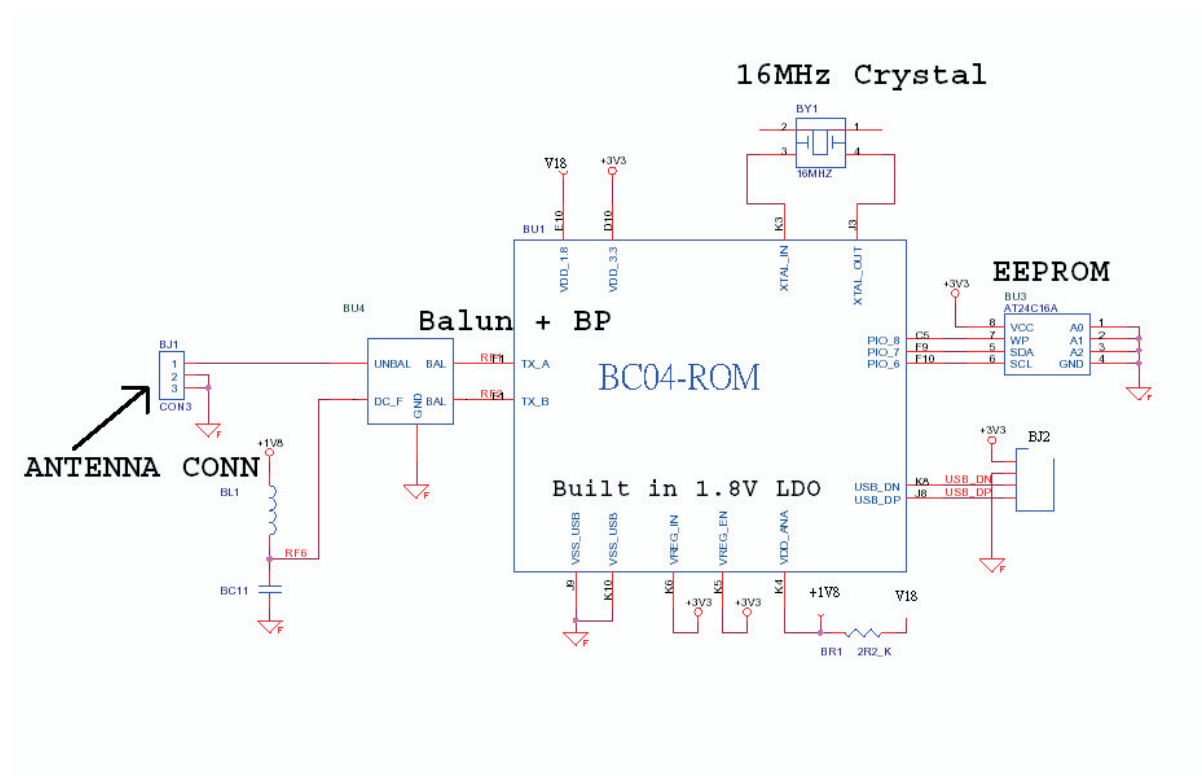 16MHz Crystal
BY1
2 1
3 4
16MHZ
V18
+3V3
E10
D10
K3
J3
BU1
VDD_1.8
VDD_3.3
XTAL_IN
XTAL_OUT
EEPROM
+3V3
BU3
AT24C16A
8 VCC A0 1
7 WP A1 2
5 SDA A2 3
6 SCL GND 4
F
PIO_8 C5
PIO_7 F9
PIO_6 F10
BU4
Balun + BP
UNBAL BAL
DC_F BAL
GND
F
F1 TX_A
E1 TX_B
BC04-ROM
BJ1
1
2
3
CON3
F
ANTENNA CONN
+1V8
BL1
RF6
BC11
F
Built in 1.8V LDO
USB_DN K8 USB_DN
USB_DP J8 USB_DP
+3V3
BJ2
F
VSS_USB
VSS_USB
VREG_IN
VREG_EN
VDD_ANA
J9
K10
K6
K5
K4
F
+3V3
+3V3
+1V8
V18
BR1 2R2_K